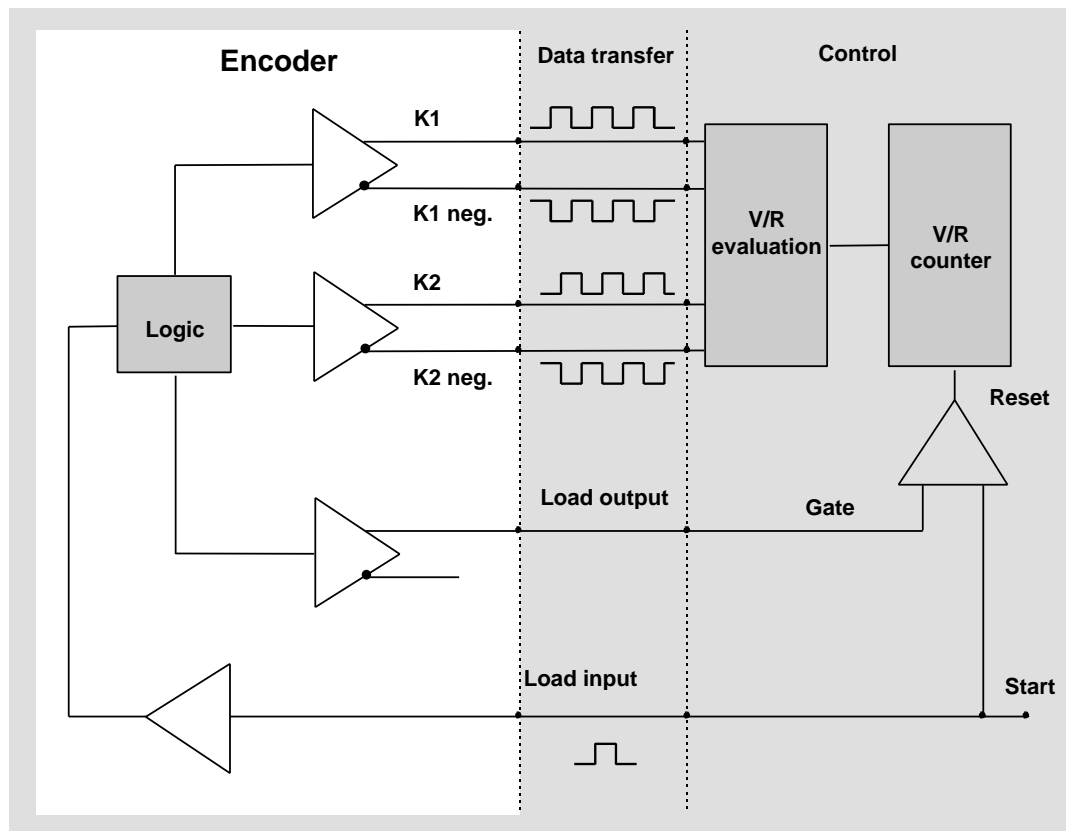 Encoder
Data transfer
Control
K1
K1 neg.
V/R
evaluation
V/R
counter
K2
Logic
K2 neg.
Reset
Load output
Gate
Load input
Start